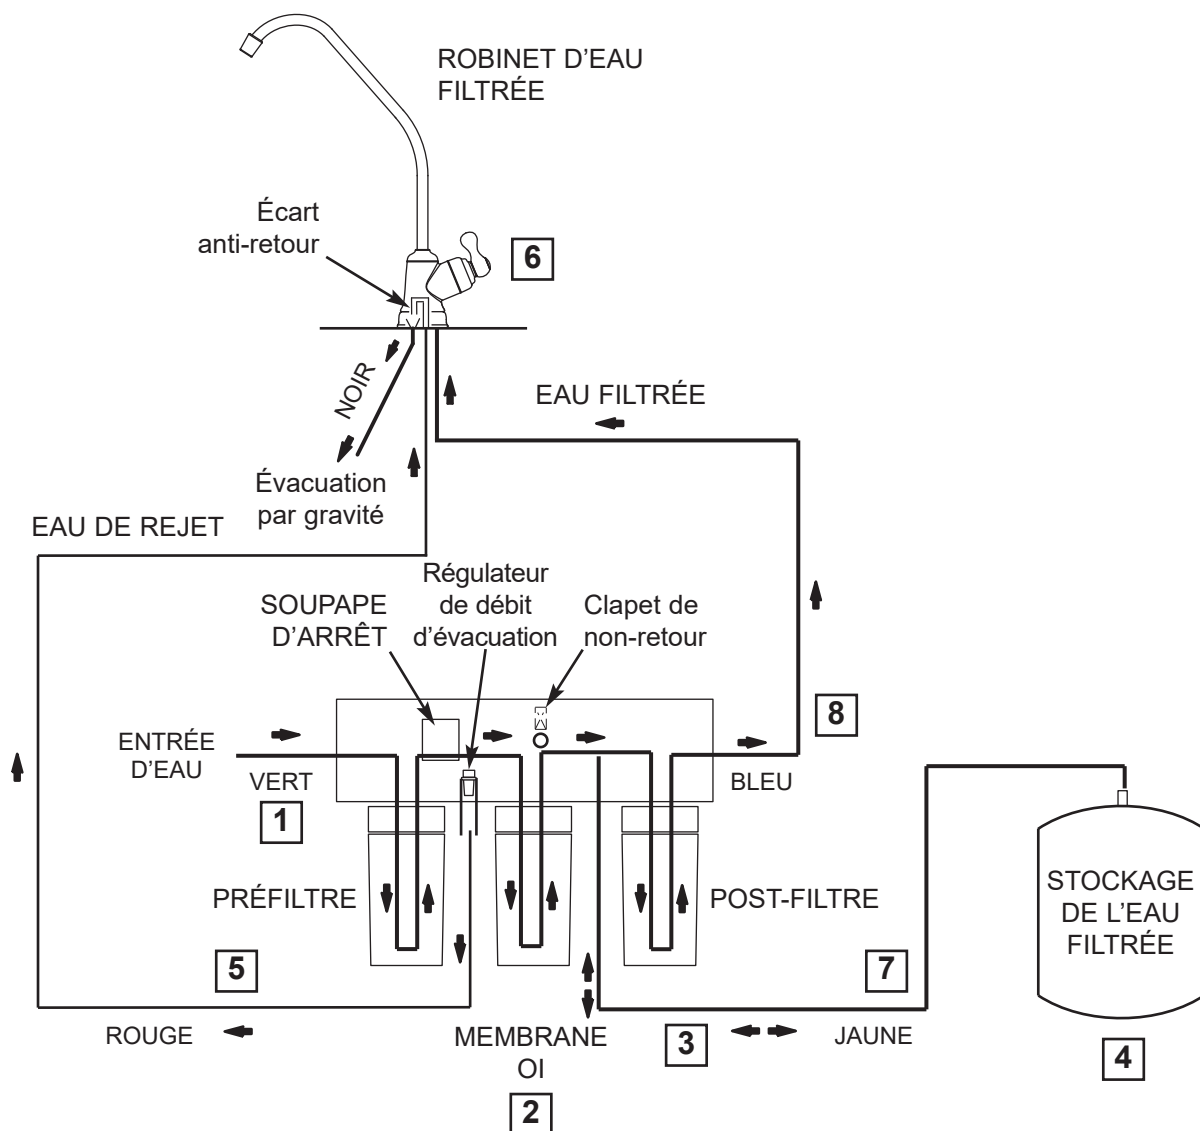 ROBINET D’EAU
FILTRÉE
Écart
anti-retour
6
NOIR
EAU FILTRÉE
Évacuation
par gravité
EAU DE REJET
SOUPAPE
D’ARRÊT
Régulateur
de débit
d’évacuation
Clapet de
non-retour
8
ENTRÉE
D’EAU
VERT
BLEU
1
PRÉFILTRE
POST-FILTRE
STOCKAGE
DE L’EAU
FILTRÉE
5
7
ROUGE
MEMBRANE
OI
3
JAUNE
4
2